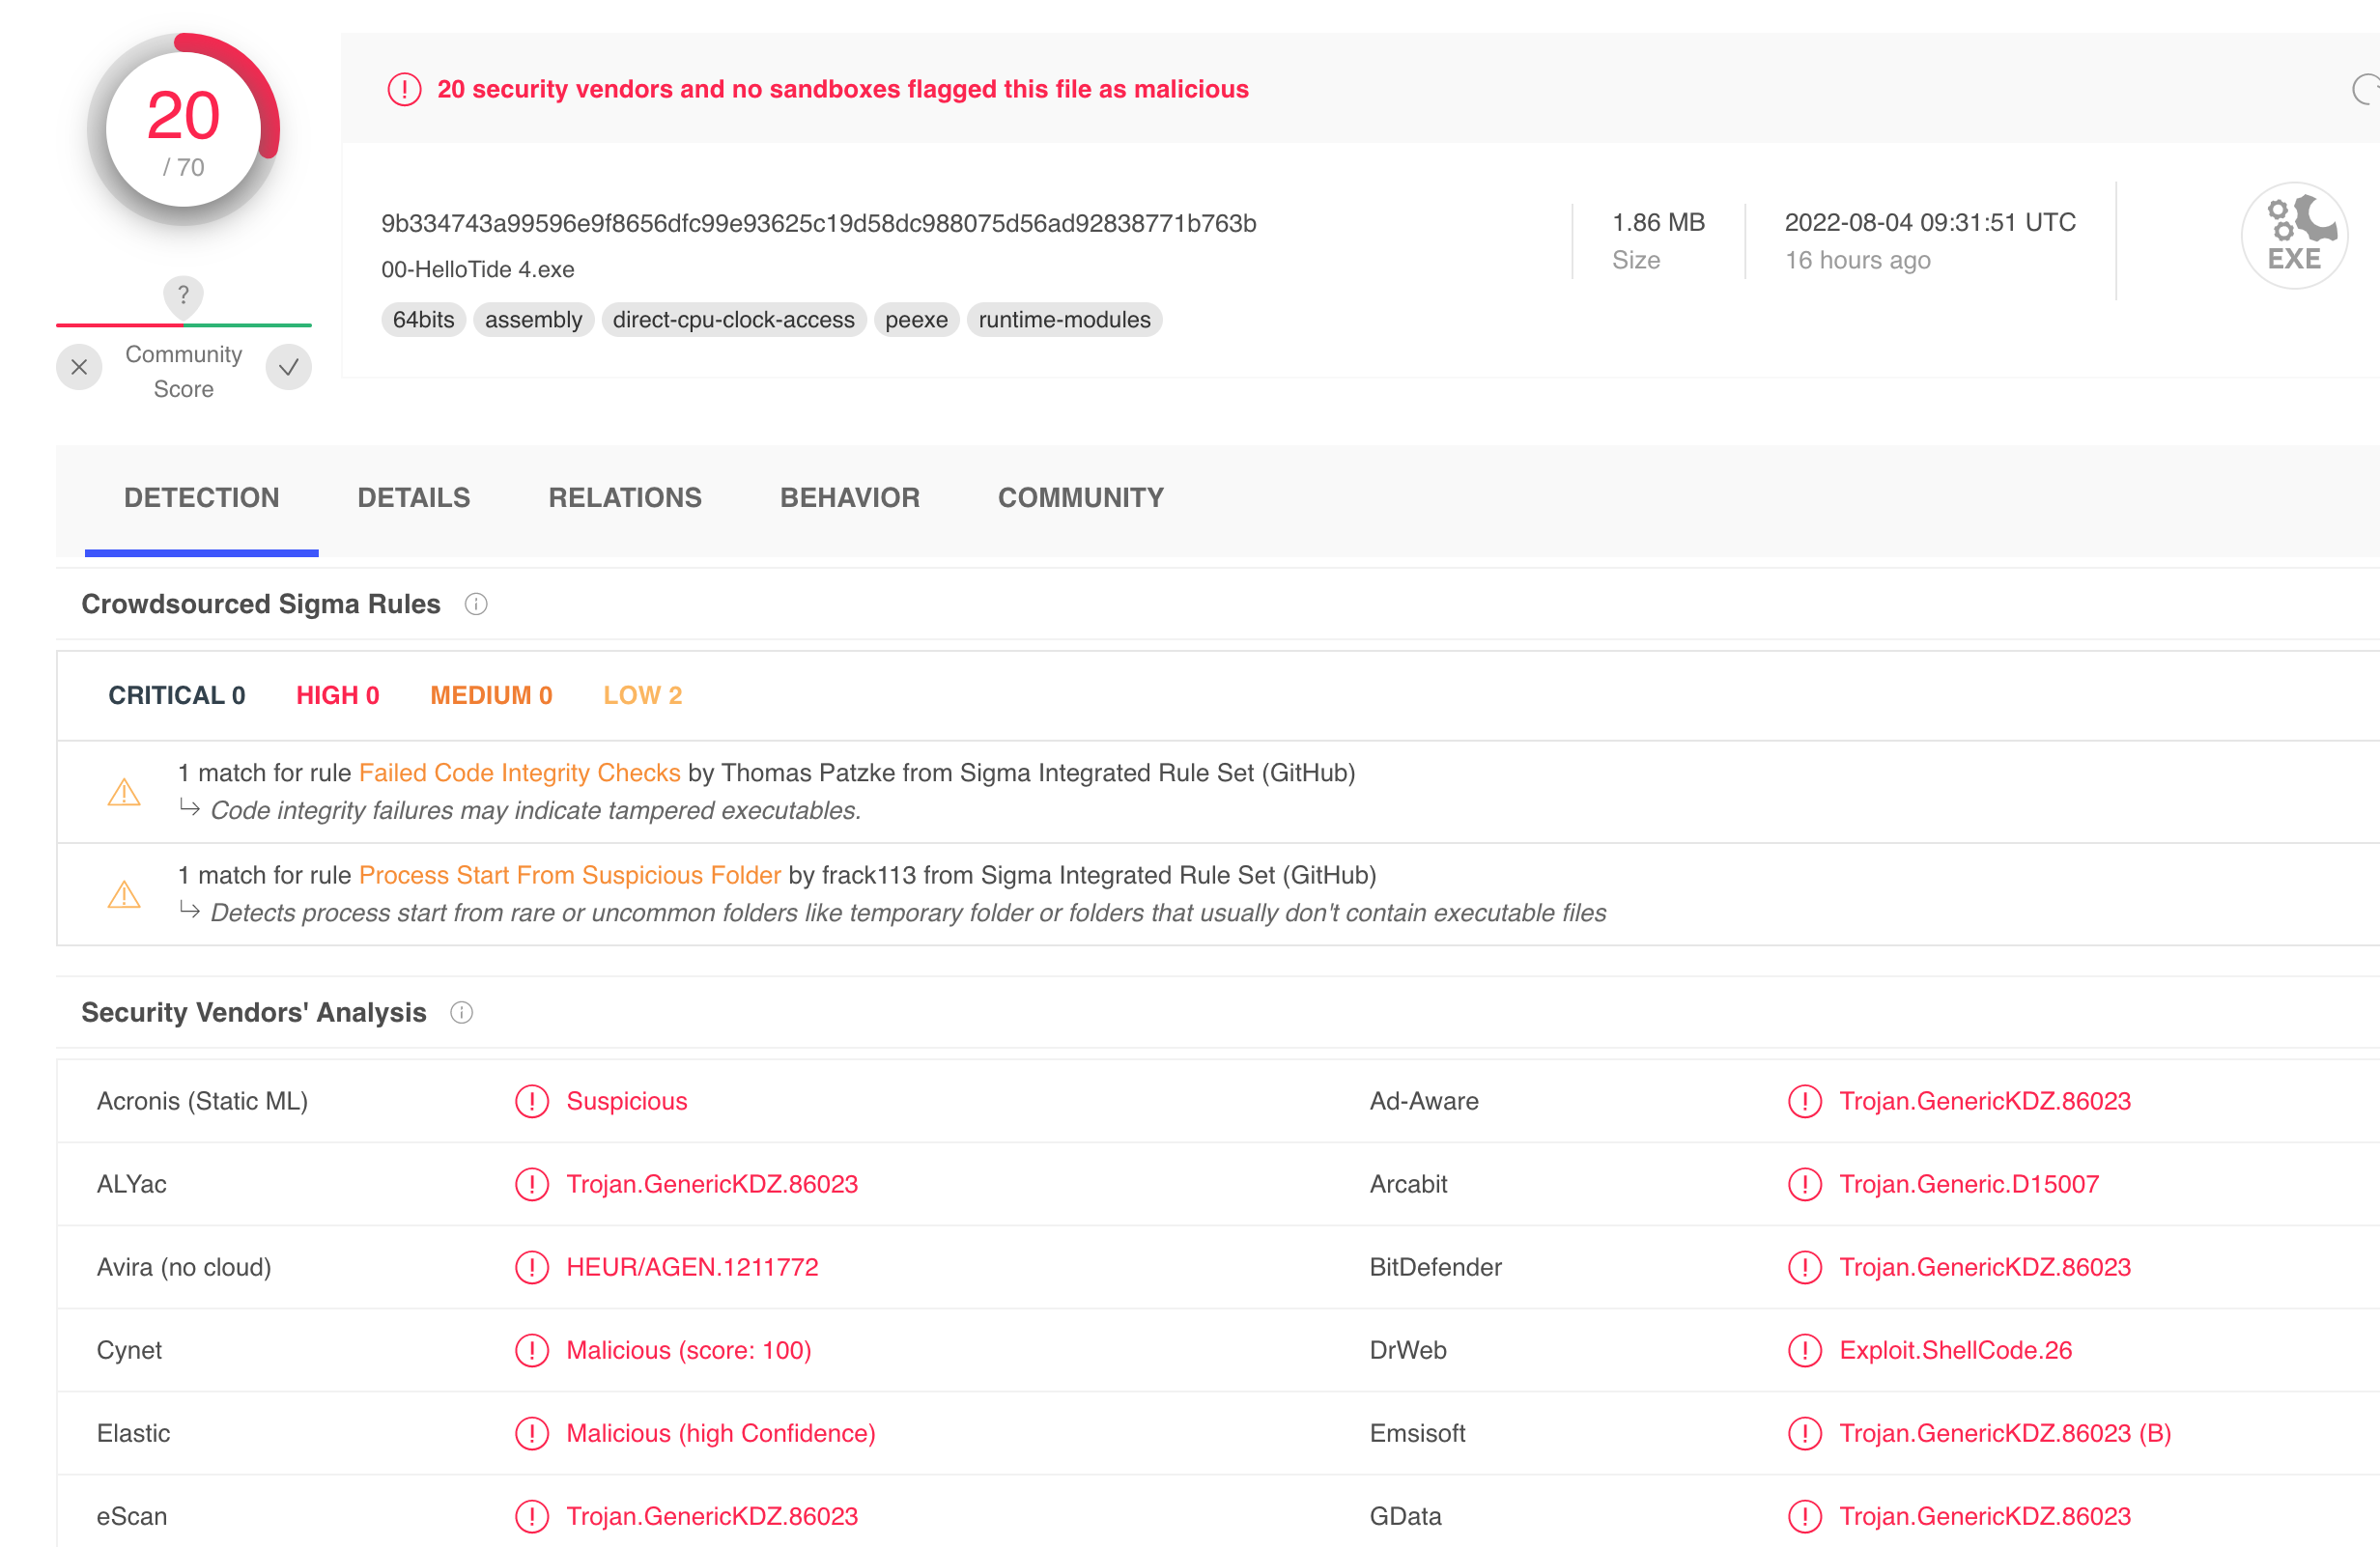 20
/ 70
?
Community
Score
20 security vendors and no sandboxes flagged this file as malicious
9b334743a99596e9f8656dfc99e93625c19d58dc988075d56ad92838771b763b
00-HelloTide 4.exe
64bits assembly direct-cpu-clock-access peexe runtime-modules
1.86 MB
Size
2022-08-04 09:31:51 UTC
16 hours ago
EXE
DETECTION DETAILS RELATIONS BEHAVIOR COMMUNITY
Crowdsourced Sigma Rules
CRITICAL 0 HIGH 0 MEDIUM 0 LOW 2
1 match for rule Failed Code Integrity Checks by Thomas Patzke from Sigma Integrated Rule Set (GitHub)
Code integrity failures may indicate tampered executables.
1 match for rule Process Start From Suspicious Folder by frack113 from Sigma Integrated Rule Set (GitHub)
Detects process start from rare or uncommon folders like temporary folder or folders that usually don't contain executable files
Security Vendors' Analysis
Acronis (Static ML) Suspicious Ad-Aware Trojan.GenericKDZ.86023
ALYac Trojan.GenericKDZ.86023 Arcabit Trojan.Generic.D15007
Avira (no cloud) HEUR/AGEN.1211772 BitDefender Trojan.GenericKDZ.86023
Cynet Malicious (score: 100) DrWeb Exploit.ShellCode.26
Elastic Malicious (high Confidence) Emsisoft Trojan.GenericKDZ.86023 (B)
eScan Trojan.GenericKDZ.86023 GData Trojan.GenericKDZ.86023